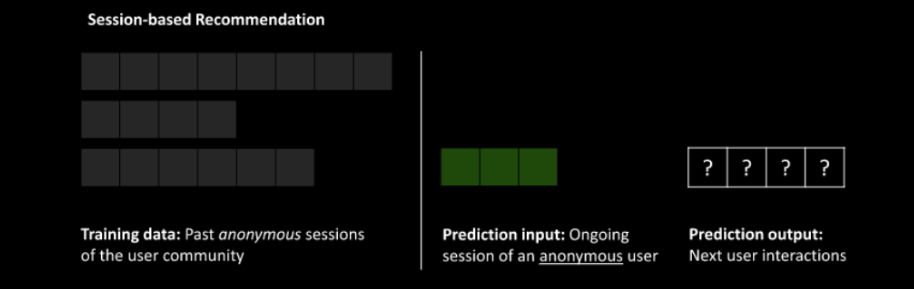 Session-based Recommendation
? ? ? ?
Training data: Past anonymous sessions
of the user community
Prediction input: Ongoing
session of an anonymous user
Prediction output:
Next user interactions